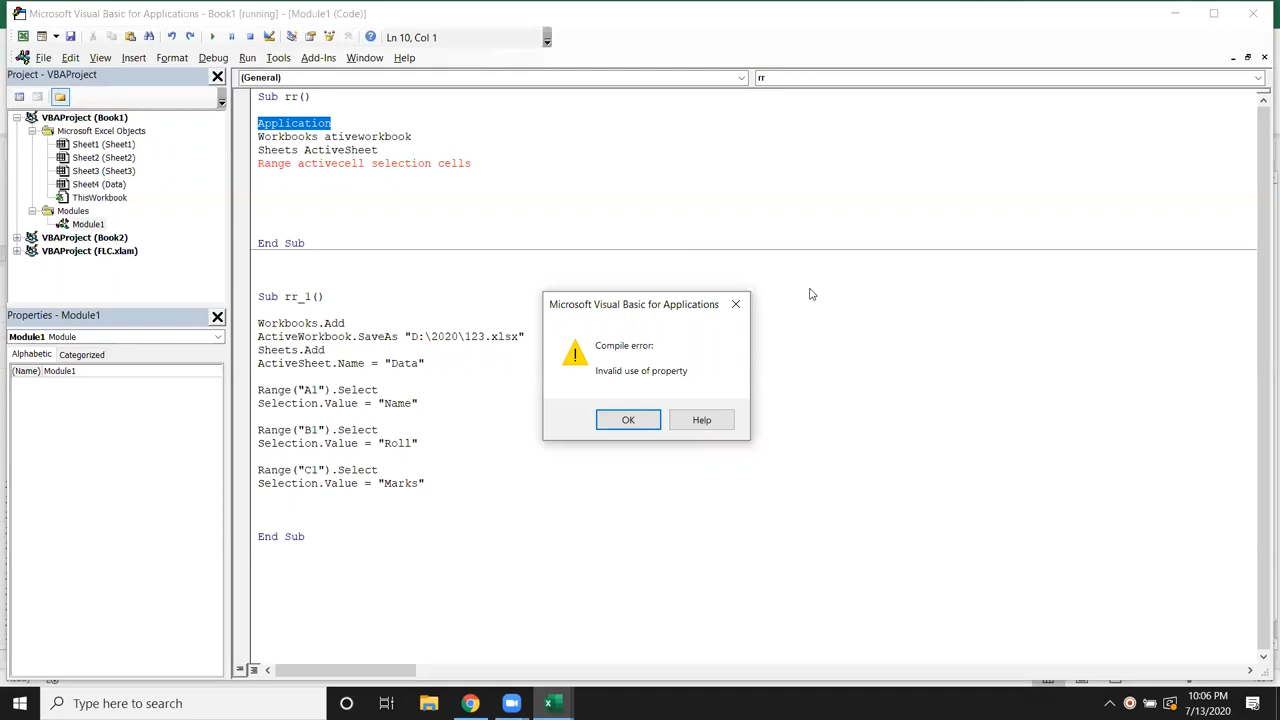 Microsoft Visual Basic for Applications - Book1 [running] - [Module1 (Code)]
Ln 10, Col 1
File Edit View Insert Format Debug Run Tools Add-Ins Window Help
Project - VBAProject
(General)
rr
VBAProject (Book1)
Microsoft Excel Objects
Sheet1 (Sheet1)
Sheet2 (Sheet2)
Sheet3 (Sheet3)
Sheet4 (Data)
ThisWorkbook
Modules
Module1
VBAProject (Book2)
VBAProject (FLC.xlam)
Properties - Module1
Module1 Module
Alphabetic Categorized
(Name) Module1
Sub rr()
Application
Workbooks ativeworkbook
Sheets ActiveSheet
Range activecell selection cells
End Sub
Sub rr_1()
Workbooks.Add
ActiveWorkbook.SaveAs "D:\2020\123.xlsx"
Sheets.Add
ActiveSheet.Name = "Data"
Range("A1").Select
Selection.Value = "Name"
Range("B1").Select
Selection.Value = "Roll"
Range("C1").Select
Selection.Value = "Marks"
End Sub
Microsoft Visual Basic for Applications
Compile error:
Invalid use of property
OK Help
Type here to search
10:06 PM
7/13/2020